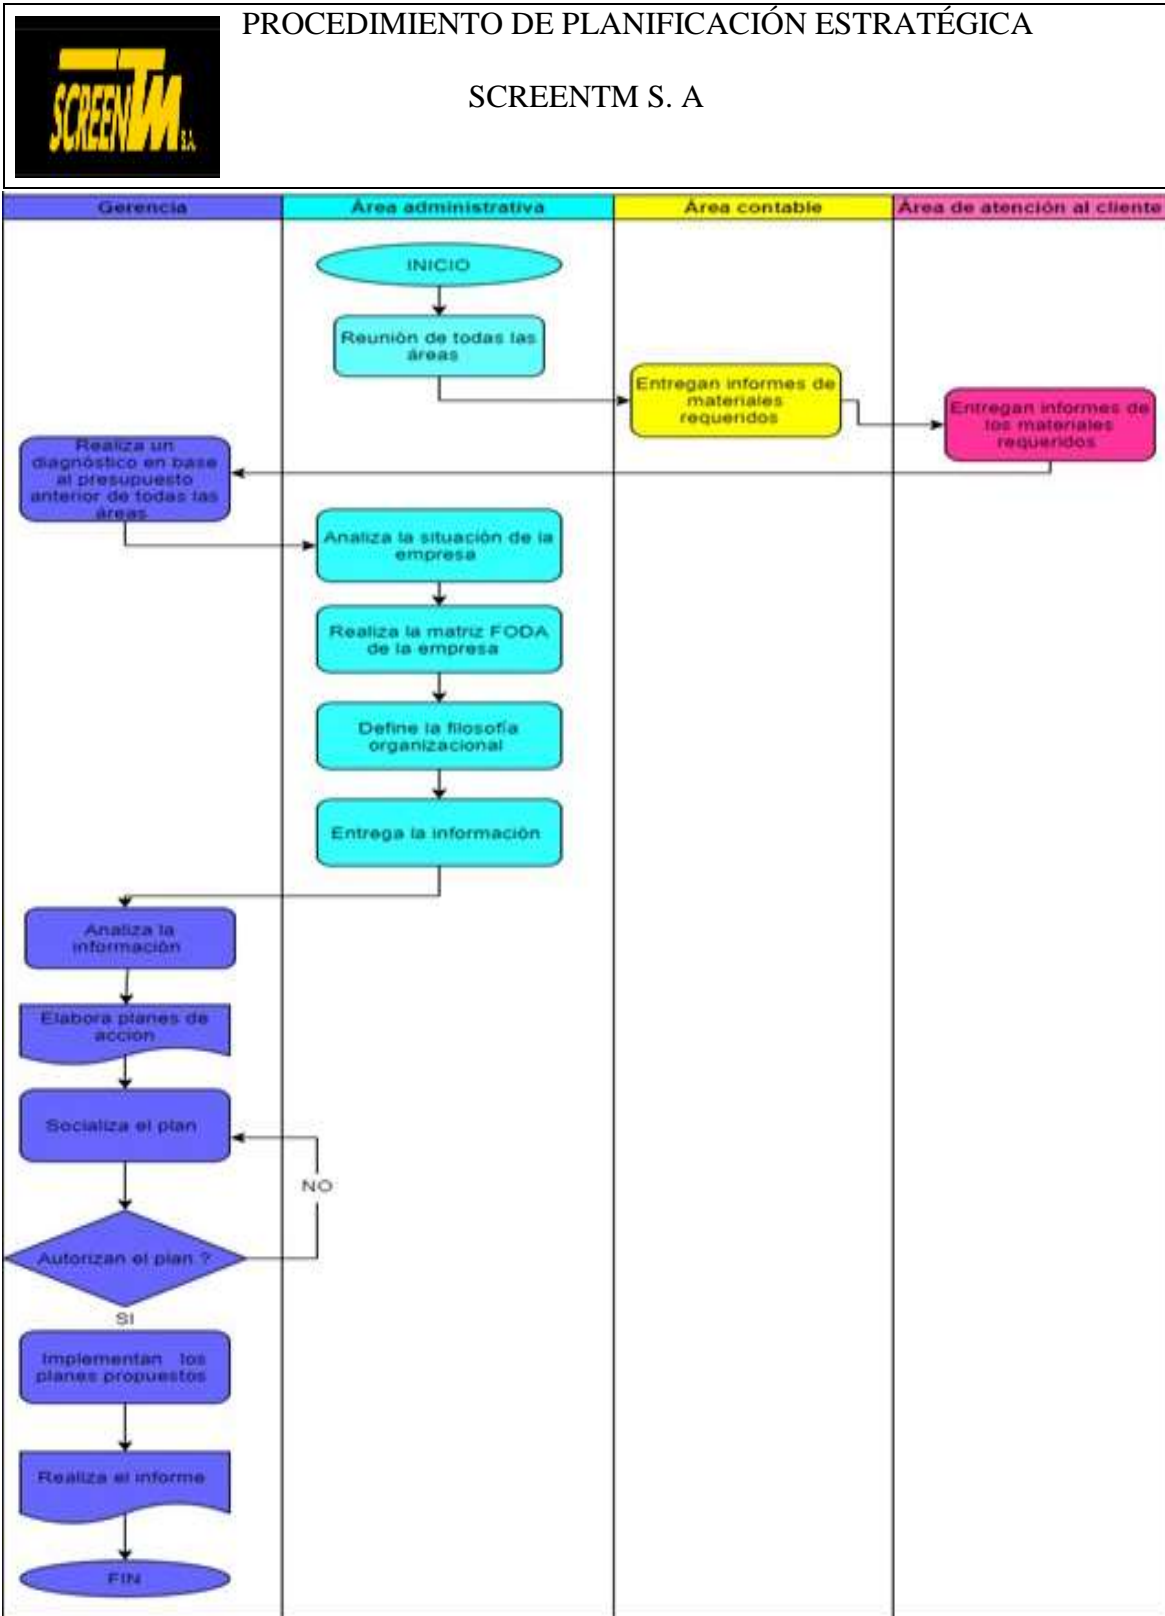 PROCEDIMIENTO DE PLANIFICACIÓN ESTRATÉGICA
SCREENTM S. A
SCREENTM S.A.
Gerencia
Área administrativa
Área contable
Área de atención al cliente
INICIO
Reunión de todas las
áreas
Entregan informes de
materiales
requeridos
Entregan informes de
los materiales
requeridos
Realiza un
diagnóstico en base
al presupuesto
anterior de todas las
áreas
Analiza la situación de la
empresa
Realiza la matriz FODA
de la empresa
Define la filosofía
organizacional
Entrega la información
Analiza la
información
Elabora planes de
accion
Socializa el plan
NO
Autorizan el plan ?
SI
Implementan los
planes propuestos
Realiza el informe
FIN